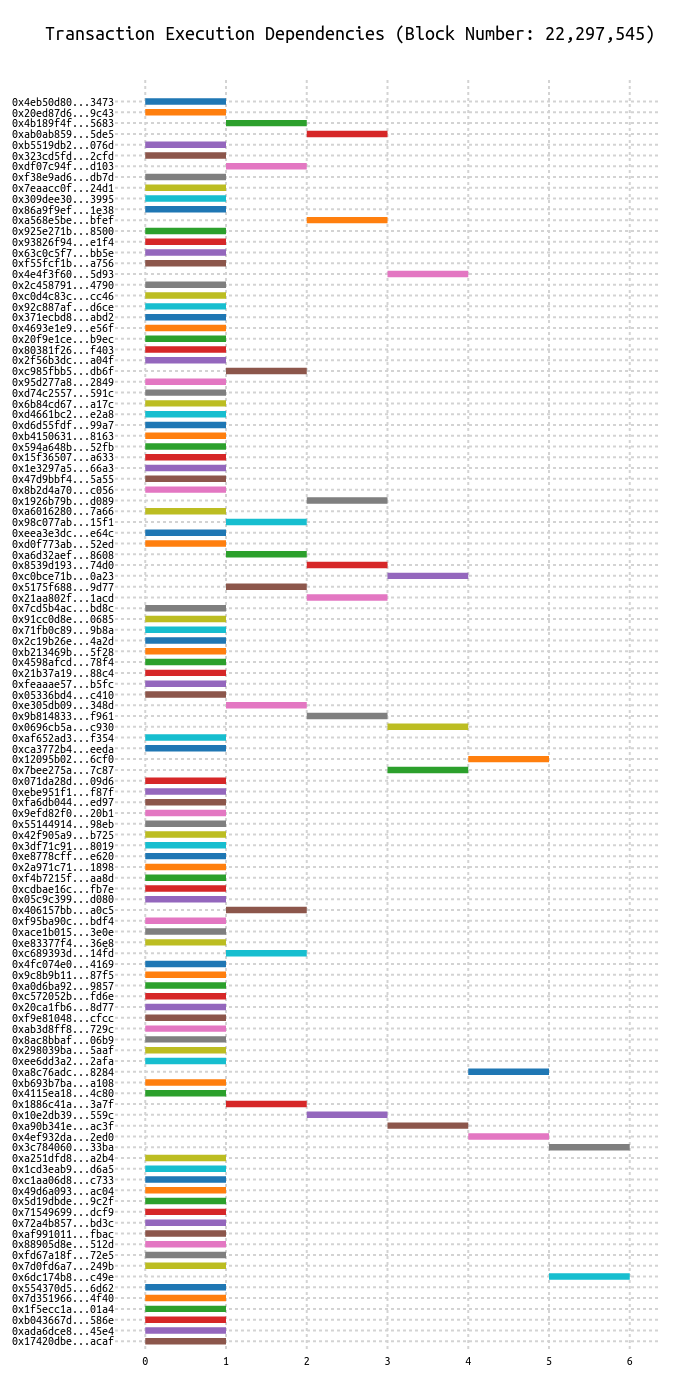 Transaction Execution Dependencies (Block Number: 22,297,545)
0x4eb50d80...3473
0x20ed87d6...9c43
0x4b189f4f...5683
0xab0ab859...5de5
0xb5519db2...076d
0x323cd5fd...2cfd
0xdf07c94f...d103
0xf38e9ad6...db7d
0x7eaacc0f...24d1
0x309dee30...3995
0x86a9f9ef...1e38
0xa568e5be...bfef
0x925e271b...8500
0x93826f94...e1f4
0x63c0c5f7...bb5e
0xf55fcf1b...a756
0x4e4f3f60...5d93
0x2c458791...4790
0xc0d4c83c...cc46
0x92c887af...d6ce
0x371ecbd8...abd2
0x4693e1e9...e56f
0x20f9e1ce...b9ec
0x80381f26...f403
0x2f56b3dc...a04f
0xc985fbb5...db6f
0x95d277a8...2849
0xd74c2557...591c
0x6b84cd67...a17c
0xd4661bc2...e2a8
0xd6d55fdf...99a7
0xb4150631...8163
0x594a648b...52fb
0x15f36507...a633
0x1e3297a5...66a3
0x47d9bbf4...5a55
0x8b2d4a70...c056
0x1926b79b...d089
0xa6016280...7a66
0x98c077ab...15f1
0xeea3e3dc...e64c
0xd0f773ab...52ed
0xa6d32aef...8608
0x8539d193...74d0
0xc0bce71b...0a23
0x5175f688...9d77
0x21aa802f...1acd
0x7cd5b4ac...bd8c
0x91cc0d8e...0685
0x71fb0c89...9b8a
0x2c19b26e...4a2d
0xb213469b...5f28
0x4598afcd...78f4
0x21b37a19...88c4
0xfeaaae57...b5fc
0x05336bd4...c410
0xe305db09...348d
0x9b814833...f961
0x0696cb5a...c930
0xaf652ad3...f354
0xca3772b4...eeda
0x12095b02...6cf0
0x7bee275a...7c87
0x071da28d...09d6
0xebe951f1...f87f
0xfa6db044...ed97
0x9efd82f0...20b1
0x55144914...98eb
0x42f905a9...b725
0x3df71c91...8019
0xe8778cff...e620
0x2a971c71...1898
0xf4b7215f...aa8d
0xcdbae16c...fb7e
0x05c9c399...d080
0x406157bb...a0c5
0xf95ba90c...bdf4
0xace1b015...3e0e
0xe83377f4...36e8
0xc689393d...14fd
0x4fc074e0...4169
0x9c8b9b11...87f5
0xa0d6ba92...9857
0xc572052b...fd6e
0x20ca1fb6...8d77
0xf9e81048...cfcc
0xab3d8ff8...729c
0x8ac8bbaf...06b9
0x298039ba...5aaf
0xee6dd3a2...2afa
0xa8c76adc...8284
0xb693b7ba...a108
0x4115ea18...4c80
0x1886c41a...3a7f
0x10e2db39...559c
0xa90b341e...ac3f
0x4ef932da...2ed0
0x3c784060...33ba
0xa251dfd8...a2b4
0x1cd3eab9...d6a5
0xc1aa06d8...c733
0x49d6a093...ac04
0x5d19dbde...9c2f
0x71549699...dcf9
0x72a4b857...bd3c
0xaf991011...fbac
0x88905d8e...512d
0xfd67a18f...72e5
0x7d0fd6a7...249b
0x6dc174b8...c49e
0x554370d5...6d62
0x7d351966...4f40
0x1f5ecc1a...01a4
0xb043667d...586e
0xada6dce8...45e4
0x17420dbe...acaf
0 1 2 3 4 5 6